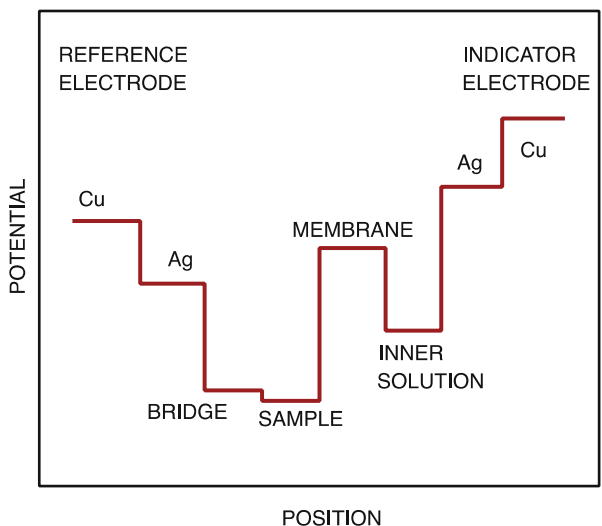 REFERENCE
ELECTRODE
INDICATOR
ELECTRODE
Cu
Ag
BRIDGE
SAMPLE
MEMBRANE
INNER
SOLUTION
Ag
Cu
POTENTIAL
POSITION